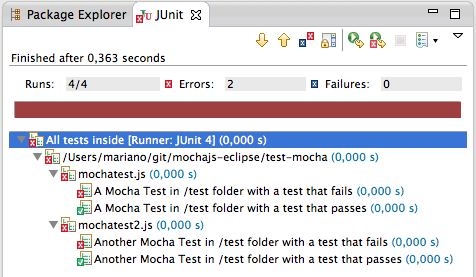 Package Explorer JUnit
Finished after 0,363 seconds
Runs: 4/4 Errors: 2 Failures: 0
All tests inside [Runner: JUnit 4] (0,000 s)
/Users/mariano/git/mochajs-eclipse/test-mocha (0,000 s)
mochatest.js (0,000 s)
A Mocha Test in /test folder with a test that fails (0,000 s)
A Mocha Test in /test folder with a test that passes (0,000 s)
mochatest2.js (0,000 s)
Another Mocha Test in /test folder with a test that fails (0,000 s)
Another Mocha Test in /test folder with a test that passes (0,000 s)